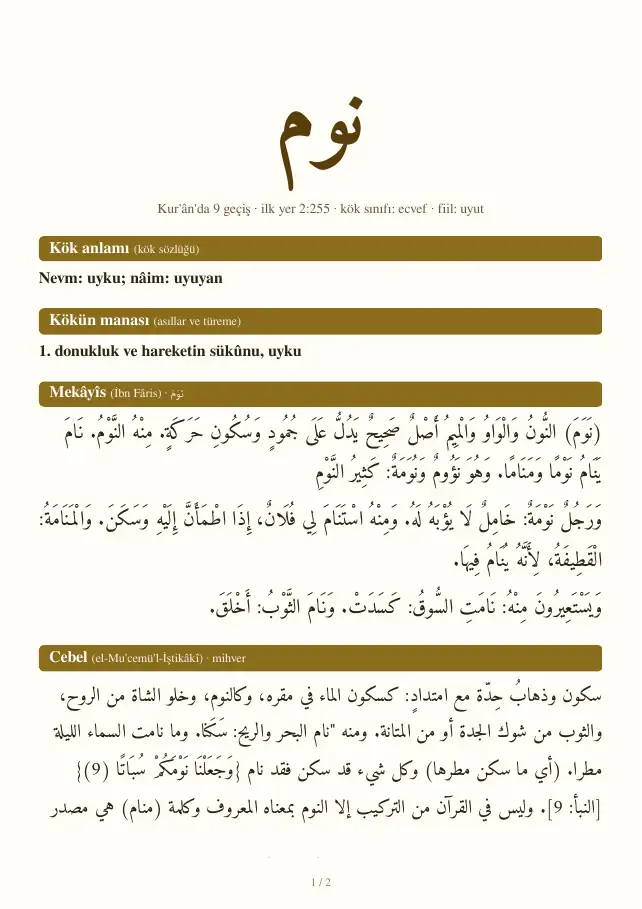 نوم
Kur'ân'da 9 geçiş · ilk yer 2:255 · kök sınıfı: ecvef · fiil: uyut
Kök anlamı (kök sözlüğü)
Nevm: uyku; nâim: uyuyan
Kökün manası (asıllar ve türeme)
1. donukluk ve hareketin sükûnu, uyku
Mekâyîs (İbn Fâris) · نَوَمَ
(نَوَمَ) النُّونُ وَالْوَاوُ وَالْمِيمُ أَصْلٌ صَحِيحٌ يَدُلُّ عَلَى جُمُودٍ وَسُكُونِ حَرَكَةٍ. مِنْهُ النَّوْمُ. نَامَ
يَنَامُ نَوْمًا وَمَنَامًا. وَهُوَ نَؤُومٌ وَنُوَمَةٌ: كَثِيرُ النَّوْمِ
وَرَجُلٌ نَوْمَةٌ: خَامِلٌ لَا يُؤْبَهُ لَهُ. وَمِنْهُ اسْتَنَامَ لِي فُلَانٌ، إِذَا اطْمَأَنَّ إِلَيْهِ وَسَكَنَ. وَالْمَنَامَةُ:
الْقَطِيفَةُ، لِأَنَّهُ يُنَامُ فِيهَا.
وَيَسْتَعِيرُونَ مِنْهُ: نَامَتِ السُّوقُ: كَسَدَتْ. وَنَامَ الثَّوْبُ: أَخْلَقَ.
Cebel (el-Mu'cemü'l-İştikâkî) · mihver
سكون وذهابُ حِدّة مع امتدادٍ: كسكون الماء في مقره، وكالنوم، وخلو الشاة من الروح،
والثوب من شوك الجدة أو من المتانة. ومنه "نام البحر والريح: سَكَنا. وما نامت السماء الليلة
مطرا. (أي ما سكن مطرها) وكل شيء قد سكن فقد نام {وَجَعَلْنَا نَوْمَكُمْ سُبَاتًا (9)}
[النبأ: 9]. وليس في القرآن من التركيب إلا النوم بمعناه المعروف وكلمة (منام) هي مصدر
1 / 2